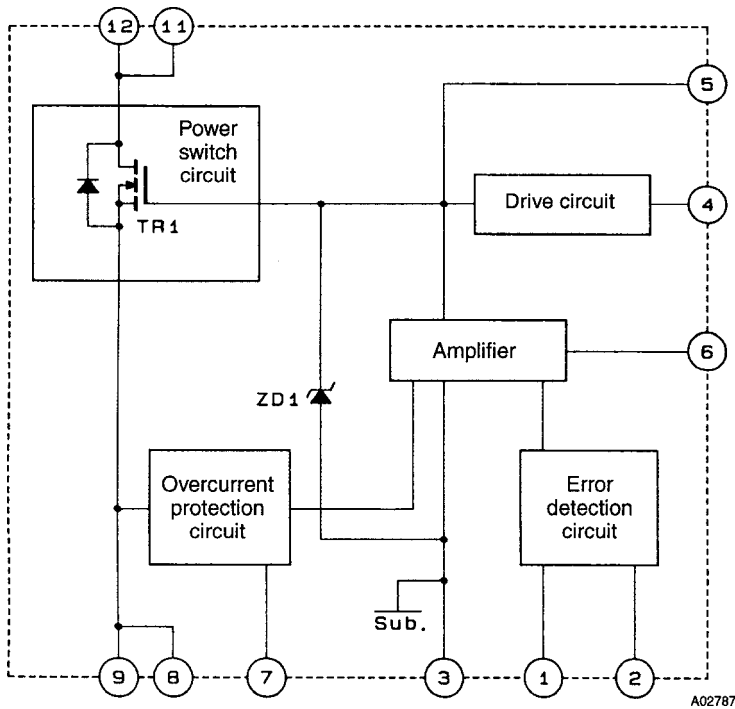 12
11
5
Power
switch
circuit
Drive circuit
4
TR1
Amplifier
6
ZD1
Overcurrent
protection
circuit
Error
detection
circuit
Sub.
9
8
7
3
1
2
A02787